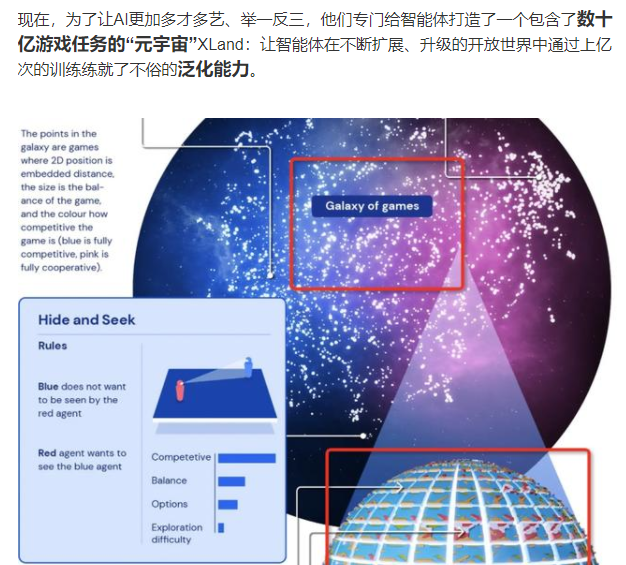 现在，为了让AI更加多才多艺、举一反三，他们专门给智能体打造了一个包含了数十
亿游戏任务的“元宇宙”XLand：让智能体在不断扩展、升级的开放世界中通过上亿
次的训练练就了不俗的泛化能力。
The points in the
galaxy are games
where 2D position is
embedded distance,
the size is the bal-
ance of the game,
and the colour how
competitive the
game is (blue is fully
competitive, pink is
fully cooperative).
Galaxy of games
Hide and Seek
Rules
Blue does not want
to be seen by the
red agent
Red agent wants to
see the blue agent
Competetive
Balance
Options
Exploration
difficulty